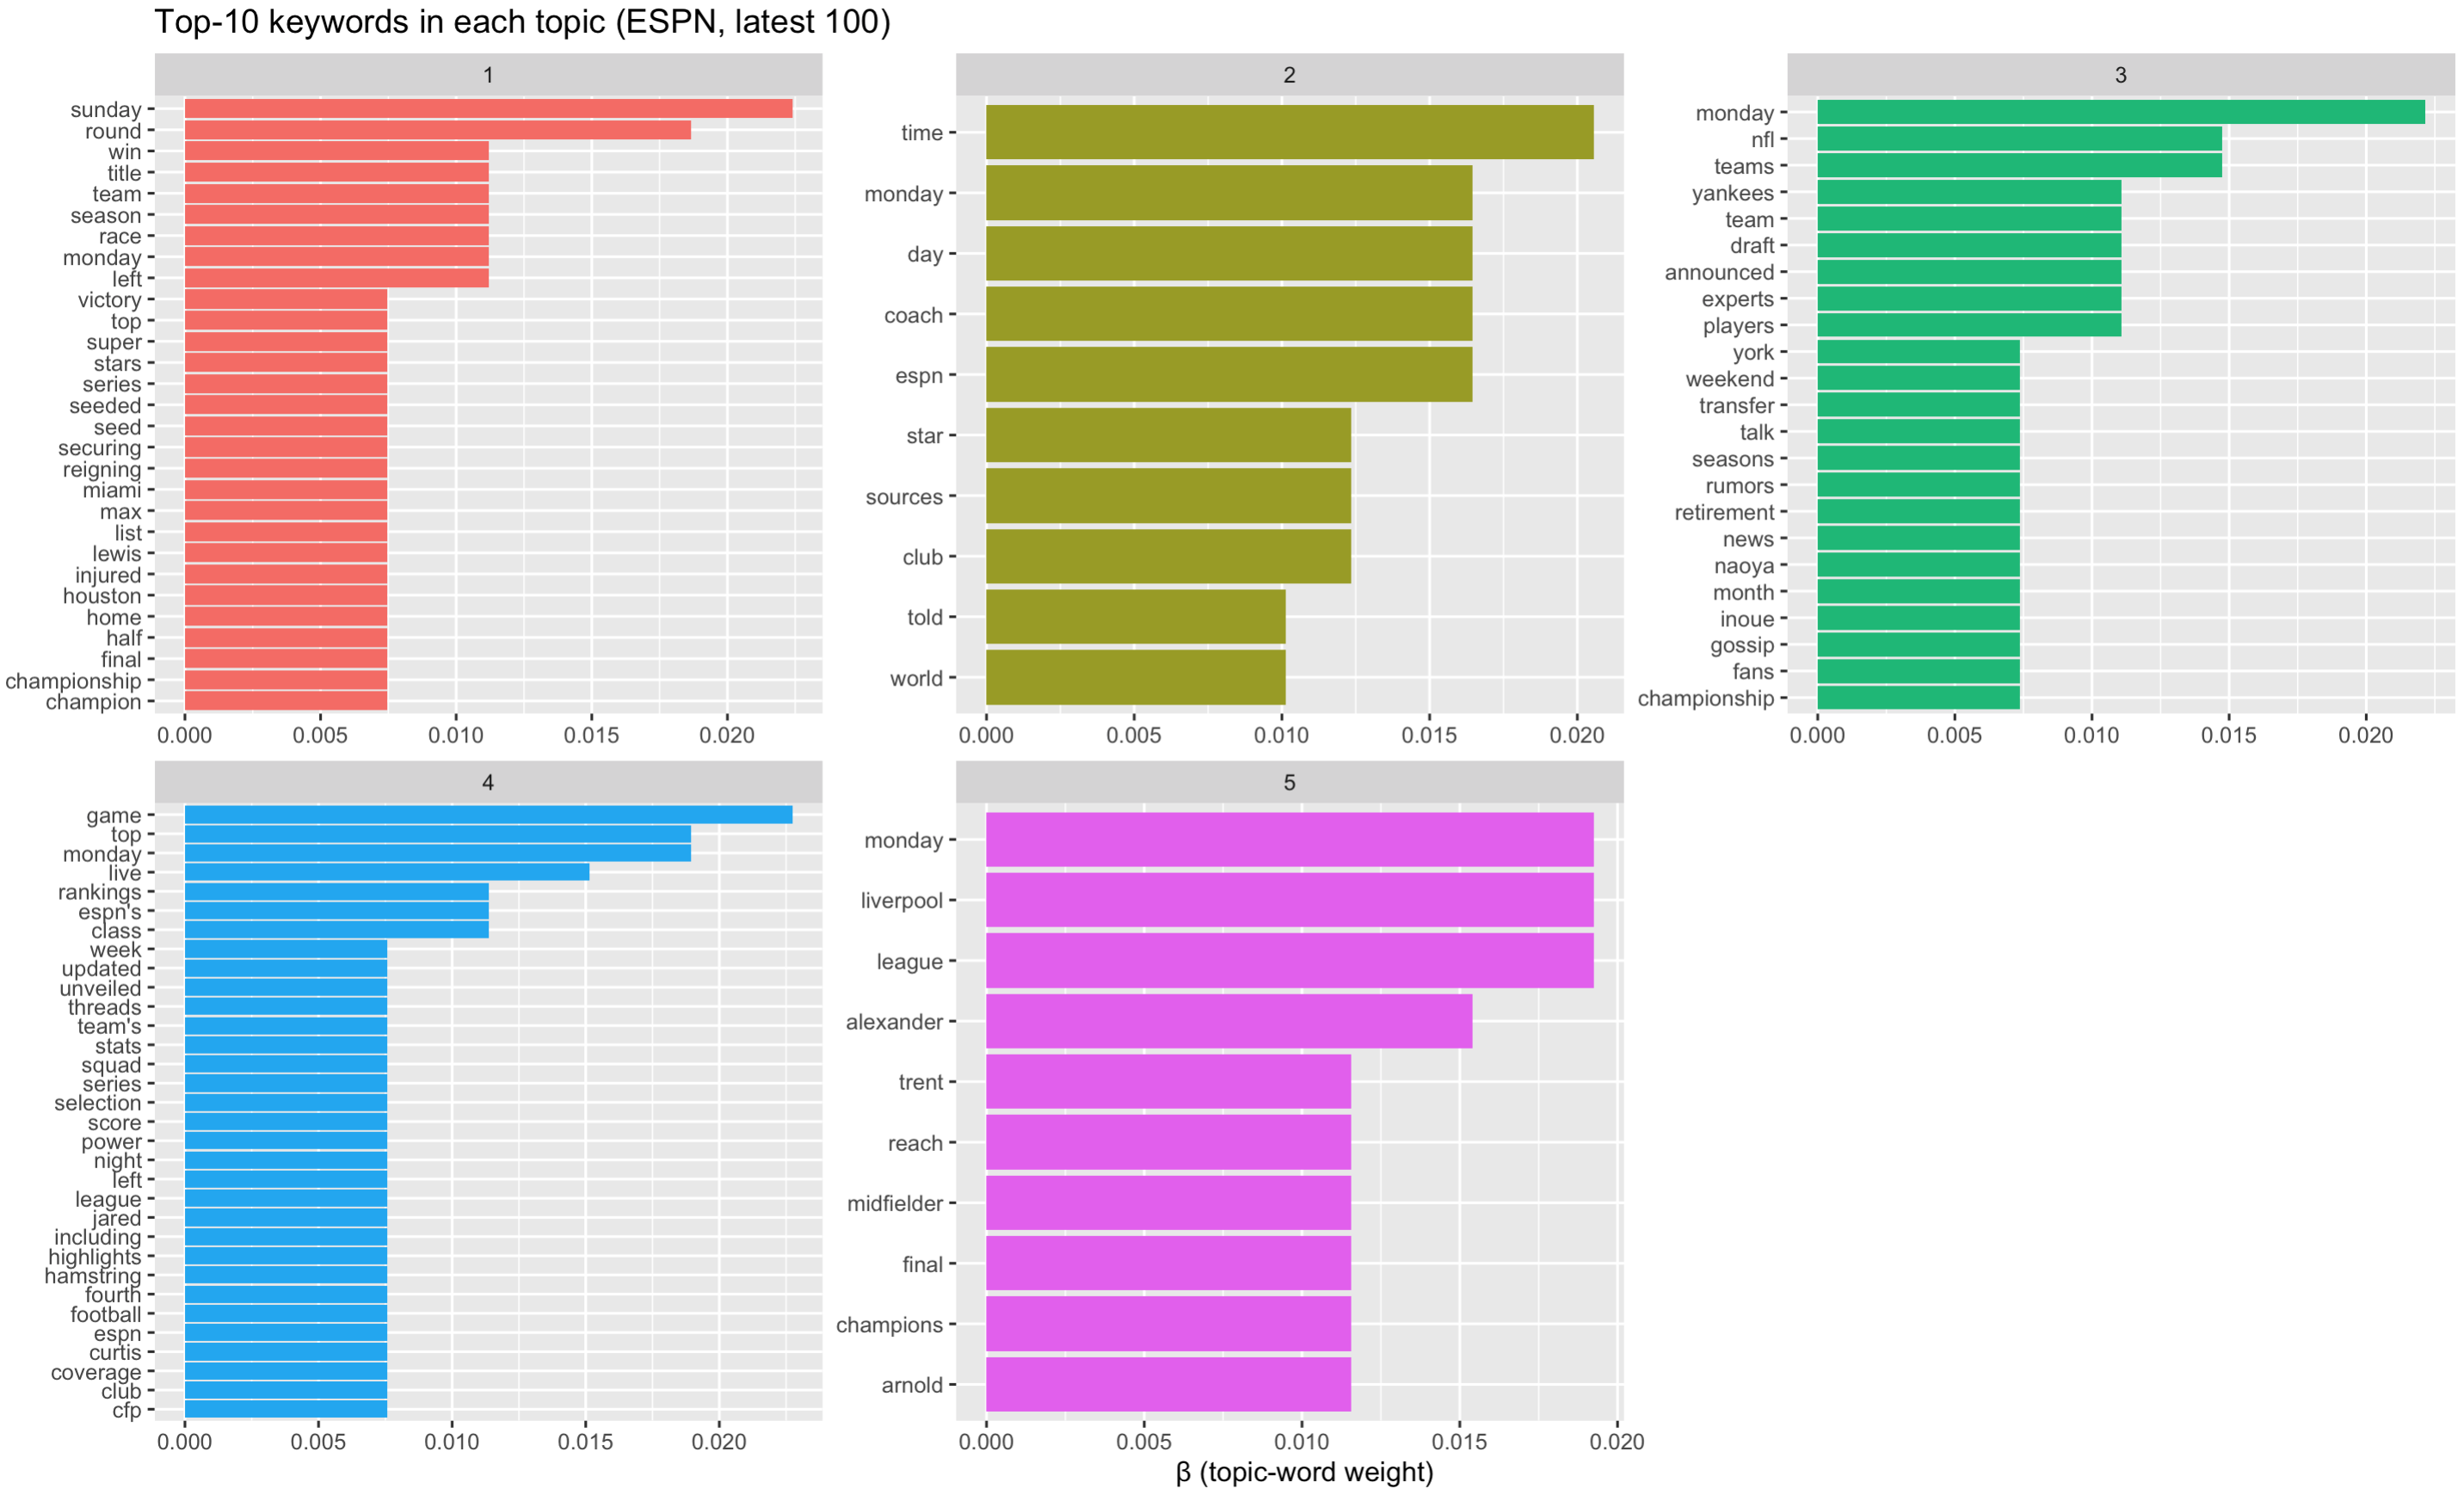 Top-10 keywords in each topic (ESPN, latest 100)
1
sunday
round
win
title
team
season
race
monday
left
victory
top
super
stars
series
seeded
seed
securing
reigning
miami
max
list
lewis
injured
houston
home
half
final
championship
champion
0.000 0.005 0.010 0.015 0.020
2
time
monday
day
coach
espn
star
sources
club
told
world
0.000 0.005 0.010 0.015 0.020
3
monday
nfl
teams
yankees
team
draft
announced
experts
players
york
weekend
transfer
talk
seasons
rumors
retirement
news
naoya
month
inoue
gossip
fans
championship
0.000 0.005 0.010 0.015 0.020
4
game
top
monday
live
rankings
espn's
class
week
updated
unveiled
threads
team's
stats
squad
series
selection
score
power
night
left
league
jared
including
highlights
hamstring
fourth
football
espn
curtis
coverage
club
cfp
0.000 0.005 0.010 0.015 0.020
5
monday
liverpool
league
alexander
trent
reach
midfielder
final
champions
arnold
0.000 0.005 0.010 0.015 0.020
β (topic-word weight)